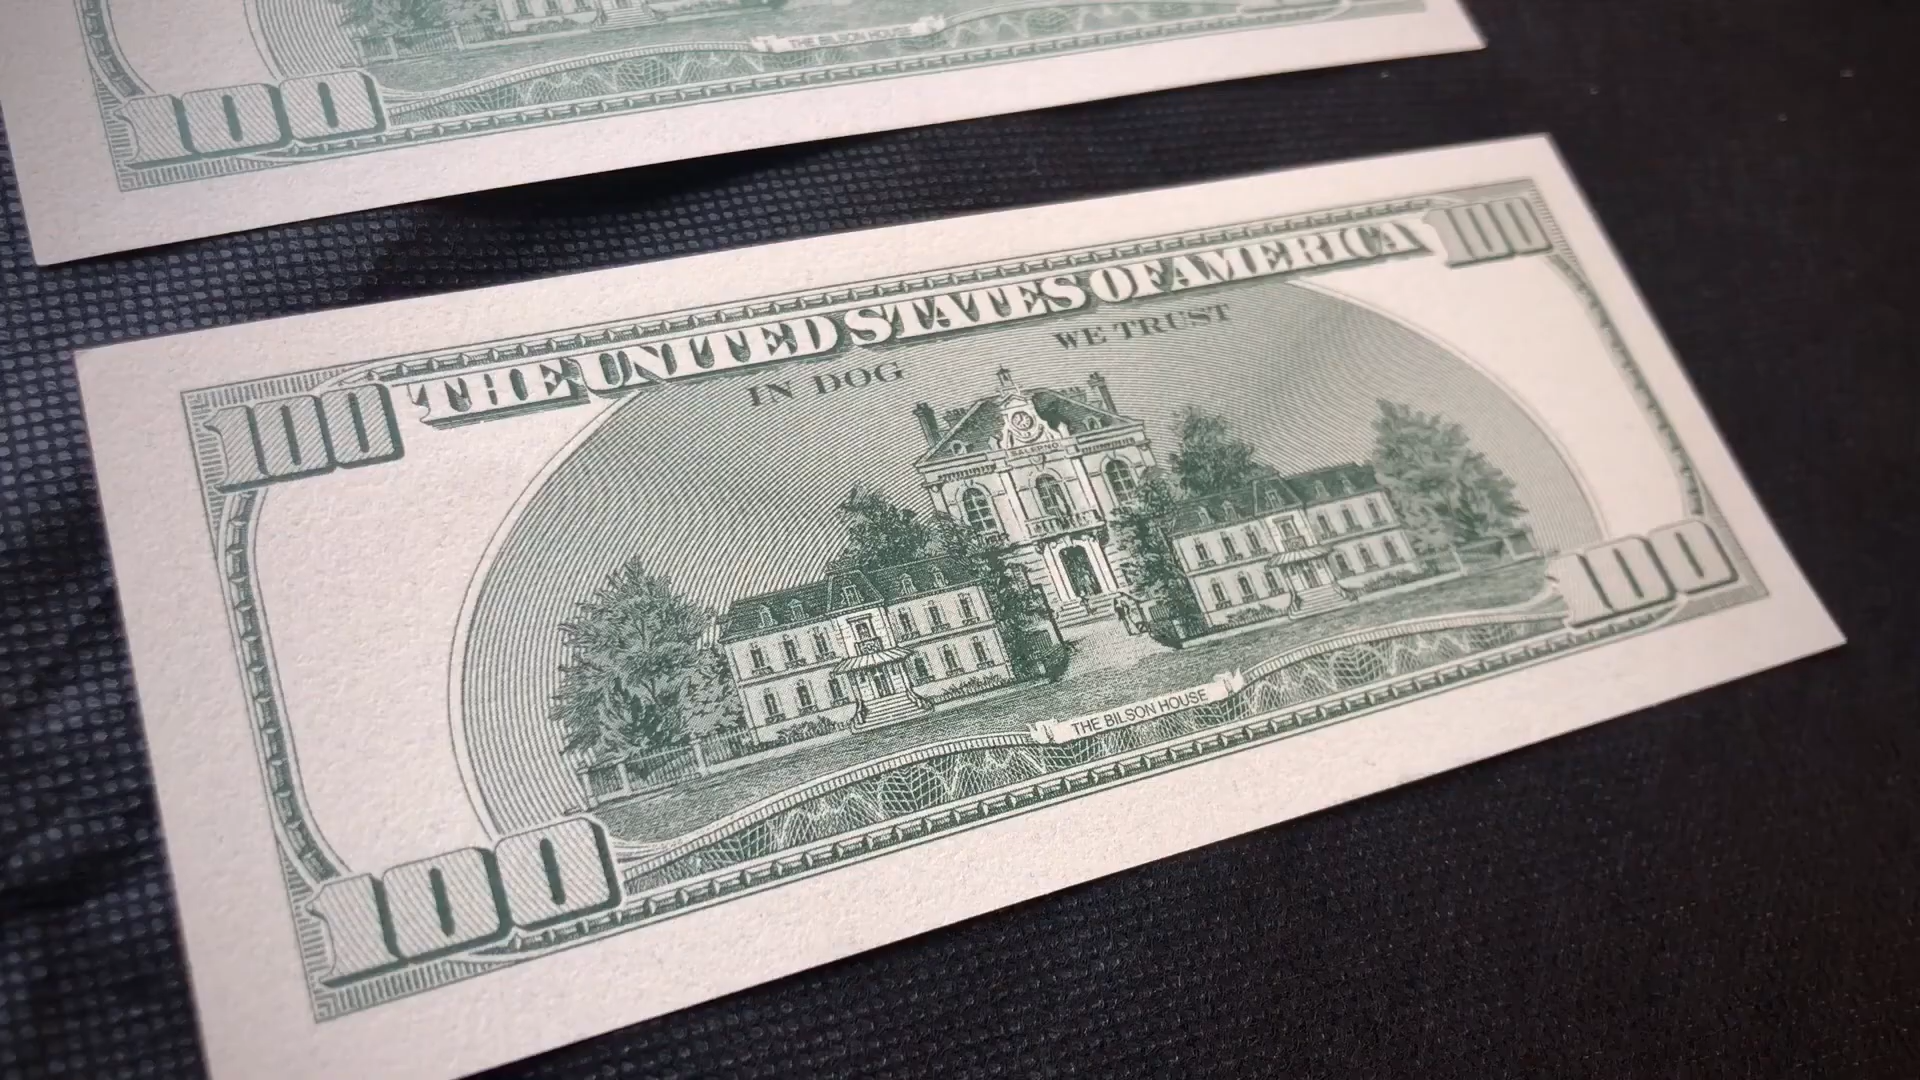 THE BILSON HOUSE
100
100 THE UNITED STATES OF AMERICA 100
IN DOG WE TRUST
SALERNO
THE BILSON HOUSE
100 100